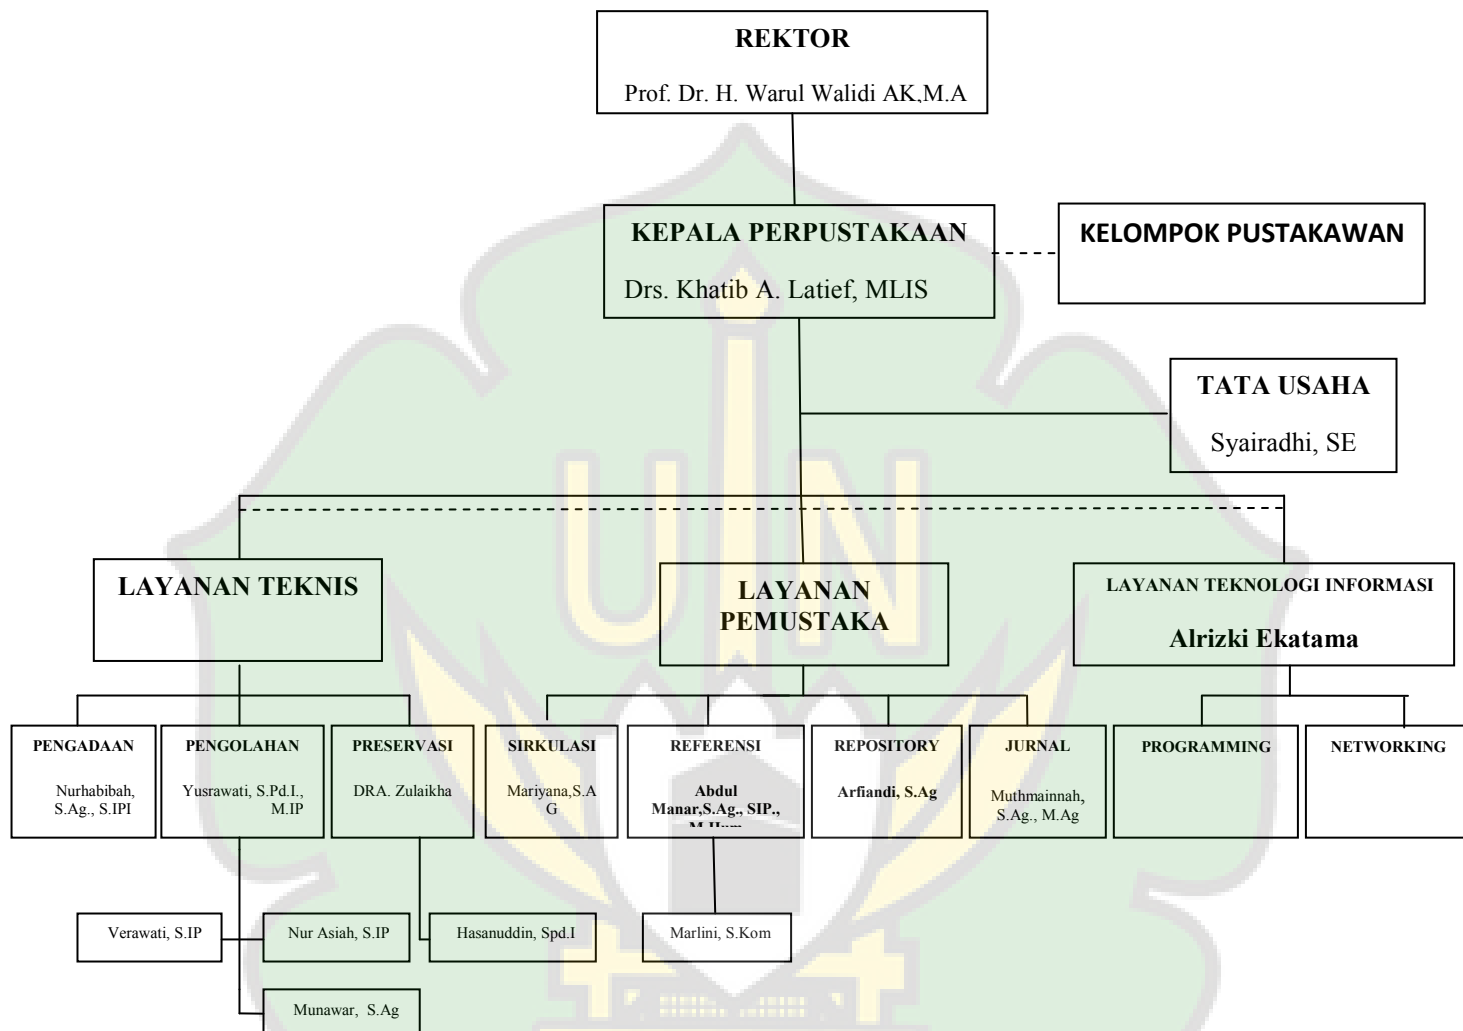 REKTOR
Prof. Dr. H. Warul Walidi AK,M.A
KEPALA PERPUSTAKAAN
Drs. Khatib A. Latief, MLIS
KELOMPOK PUSTAKAWAN
TATA USAHA
Syairadhi, SE
UIN
LAYANAN TEKNIS
LAYANAN
PEMUSTAKA
LAYANAN TEKNOLOGI INFORMASI
Alrizki Ekatama
PENGADAAN
Nurhabibah,
S.Ag., S.IPI
PENGOLAHAN
Yusrawati, S.Pd.I.,
M.IP
PRESERVASI
DRA. Zulaikha
SIRKULASI
Mariyana,S.A
G
REFERENSI
Abdul
Manar,S.Ag., SIP.,
M.Hum
REPOSITORY
Arfiandi, S.Ag
JURNAL
Muthmainnah,
S.Ag., M.Ag
PROGRAMMING
NETWORKING
Verawati, S.IP
Nur Asiah, S.IP
Hasanuddin, Spd.I
Marlini, S.Kom
Munawar, S.Ag